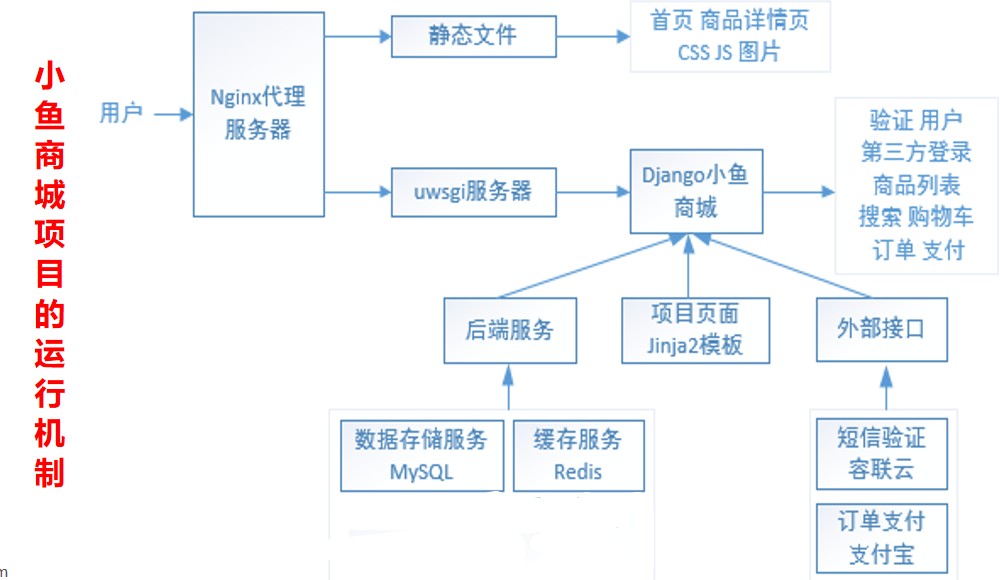 小鱼商城项目的运行机制
用户
Nginx代理
服务器
静态文件
首页 商品详情页
CSS JS 图片
uwsgi服务器
Django小鱼
商城
验证 用户
第三方登录
商品列表
搜索 购物车
订单 支付
后端服务
项目页面
Jinja2模板
外部接口
数据存储服务
MySQL
缓存服务
Redis
短信验证
容联云
订单支付
支付宝
m